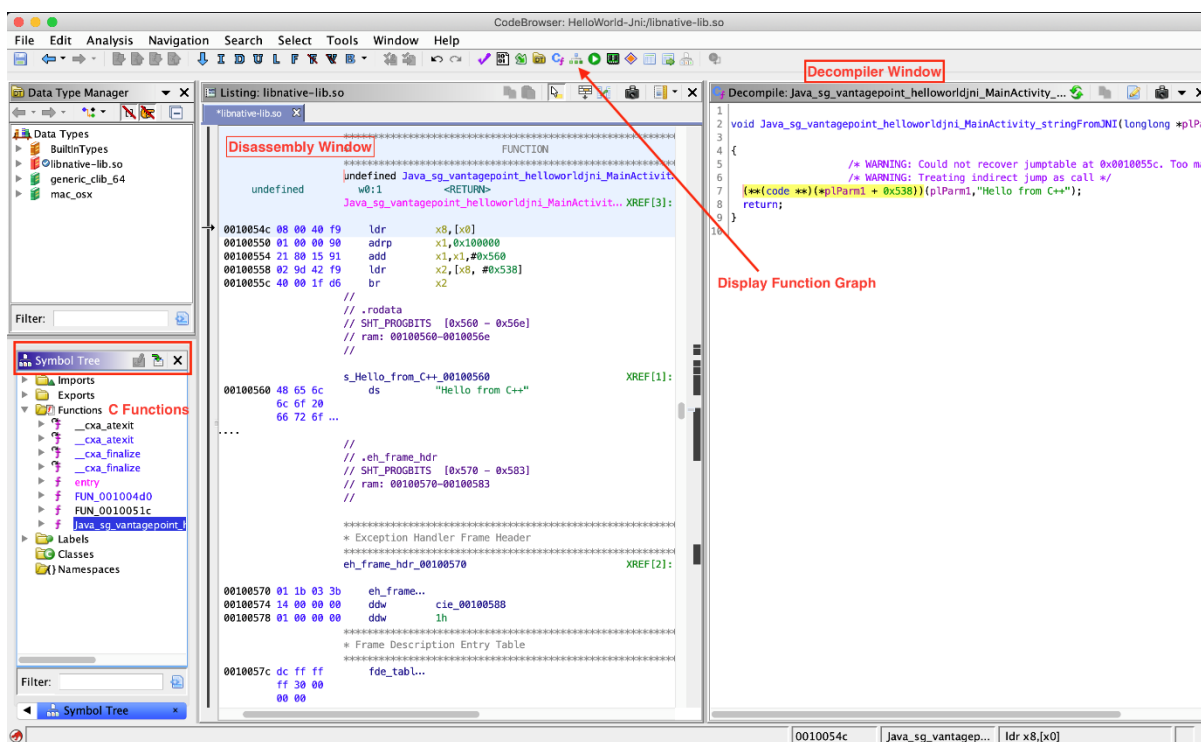 CodeBrowser: HelloWorld-Jni:/libnative-lib.so
File Edit Analysis Navigation Search Select Tools Window Help
I D U L F R V B
Decompiler Window
Data Type Manager
Data Types
BuiltInTypes
libnative-lib.so
generic_clib_64
mac_osx
Filter:
Symbol Tree
Imports
Exports
Functions C Functions
__cxa_atexit
__cxa_atexit
__cxa_finalize
__cxa_finalize
entry
FUN_001004d0
FUN_0010051c
Java_sg_vantagepoint_h
Labels
Classes
Namespaces
Filter:
Symbol Tree
Listing: libnative-lib.so
*libnative-lib.so
Disassembly Window
FUNCTION
undefined Java_sg_vantagepoint_helloworldjni_MainActivit.
undefined w0:1 <RETURN>
Java_sg_vantagepoint_helloworldjni_MainActivit... XREF[3]:
0010054c 08 00 40 f9 ldr x8,[x0]
00100550 01 00 00 90 adrp x1,0x100000
00100554 21 80 15 91 add x1,x1,#0x560
00100558 02 9d 42 f9 ldr x2,[x8, #0x538]
0010055c 40 00 1f d6 br x2
//
// .rodata
// SHT_PROGBITS [0x560 - 0x56e]
// ram: 00100560-0010056e
//
s_Hello_from_C++_00100560 XREF[1]:
00100560 48 65 6c ds "Hello from C++"
6c 6f 20
66 72 6f ...
....
//
// .eh_frame_hdr
// SHT_PROGBITS [0x570 - 0x583]
// ram: 00100570-00100583
//
* Exception Handler Frame Header
eh_frame_hdr_00100570 XREF[2]:
00100570 01 1b 03 3b eh_frame...
00100574 14 00 00 00 ddw cie_00100588
00100578 01 00 00 00 ddw 1h
* Frame Description Entry Table
0010057c dc ff ff fde_tabl...
ff 30 00
00 00
Decompile: Java_sg_vantagepoint_helloworldjni_MainActivity_...
1
2 void Java_sg_vantagepoint_helloworldjni_MainActivity_stringFromJNI(longlong *plPa
3
4 {
5 /* WARNING: Could not recover jumptable at 0x0010055c. Too ma
6 /* WARNING: Treating indirect jump as call */
7 (**(code **)(*plParm1 + 0x538))(plParm1,"Hello from C++");
8 return;
9 }
10
Display Function Graph
0010054c Java_sg_vantagep... ldr x8,[x0]